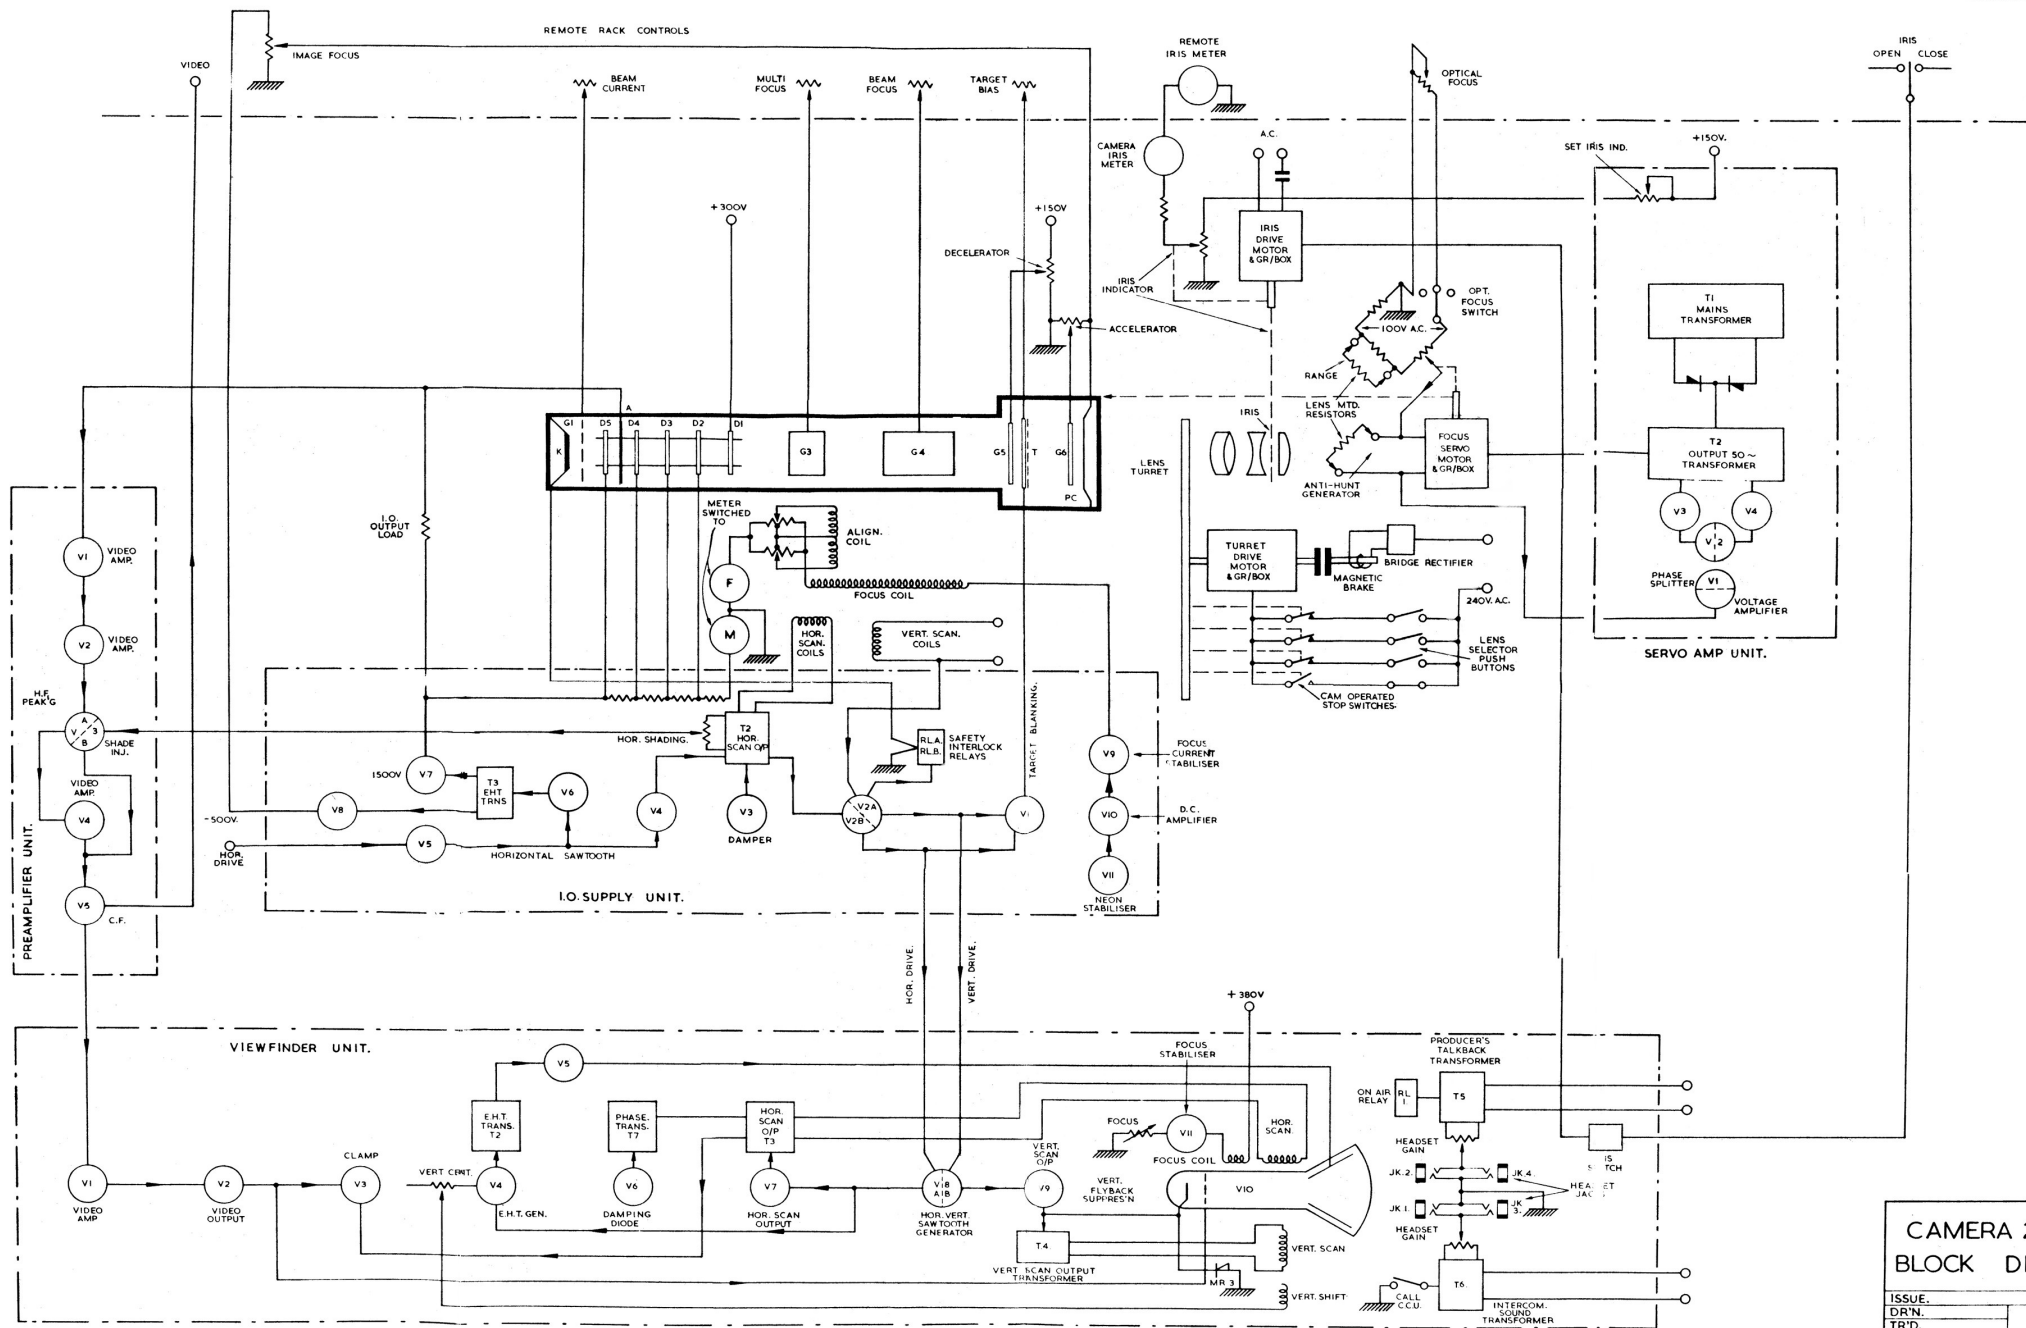 REMOTE RACK CONTROLS
IMAGE FOCUS
VIDEO
BEAM
CURRENT
MULTI
FOCUS
BEAM
FOCUS
TARGET
BIAS
REMOTE
IRIS METER
OPTICAL
FOCUS
IRIS
OPEN CLOSE
CAMERA
IRIS
METER
A.C.
SET IRIS IND.
+150V.
+300V
+150V
DECELERATOR
ACCELERATOR
IRIS
INDICATOR
IRIS
DRIVE
MOTOR
& GR/BOX
OPT.
FOCUS
SWITCH
100V A.C.
RANGE
LENS MTD.
RESISTORS
T1
MAINS
TRANSFORMER
A
G1
D5
D4
D3
D2
D1
K
G3
G4
G5
T
G6
PC
LENS
TURRET
IRIS
ANTI-HUNT
GENERATOR
FOCUS
SERVO
MOTOR
& GR/BOX
T2
OUTPUT 50~
TRANSFORMER
V3
V4
V 2
PHASE
SPLITTER
V1
VOLTAGE
AMPLIFIER
SERVO AMP UNIT.
I.O.
OUTPUT
LOAD
METER
SWITCHED
TO
ALIGN.
COIL
F
FOCUS COIL
M
HOR.
SCAN.
COILS
VERT. SCAN.
COILS
TURRET
DRIVE
MOTOR
& GR/BOX
MAGNETIC
BRAKE
BRIDGE RECTIFIER
240V. A.C.
LENS
SELECTOR
PUSH
BUTTONS
CAM OPERATED
STOP SWITCHES.
V1
VIDEO
AMP.
V2
VIDEO
AMP.
H.F.
PEAK'G
A
V 3
B
SHADE
INJ.
VIDEO
AMP.
V4
V5
C.F.
PREAMPLIFIER UNIT.
HOR. SHADING.
T2
HOR.
SCAN O/P
1500V
V7
T3
EHT
TRNS
V6
V8
-500V.
HOR.
DRIVE
V5
HORIZONTAL SAWTOOTH
V4
V3
DAMPER
R.L.A.
R.L.B.
SAFETY
INTERLOCK
RELAYS
V2A
V2B
TARGET BLANKING.
V9
FOCUS
CURRENT
STABILISER
V10
D.C.
AMPLIFIER
V11
NEON
STABILISER
I.O. SUPPLY UNIT.
HOR. DRIVE.
VERT. DRIVE.
+380V
VIEWFINDER UNIT.
V5
E.H.T.
TRANS.
T2
PHASE.
TRANS.
T7
HOR.
SCAN
O/P
T3
FOCUS
STABILISER
FOCUS
V11
FOCUS COIL
HOR.
SCAN.
PRODUCER'S
TALKBACK
TRANSFORMER
ON AIR
RELAY
RL
1.
T5
HEADSET
GAIN
JK.2.
JK.4.
JK.1.
JK
3.
HEADSET
GAIN
CLAMP
V1
VIDEO
AMP
V2
VIDEO
OUTPUT
V3
VERT CENT.
V4
E.H.T. GEN.
V6
DAMPING
DIODE
V7
HOR. SCAN
OUTPUT
HOR. VERT.
SAWTOOTH
GENERATOR
VERT.
SCAN
O/P
V9
VERT.
FLYBACK
SUPPRES'N
V10
T.4.
VERT SCAN OUTPUT
TRANSFORMER
VERT. SCAN
MR 3
VERT. SHIFT
CALL
C.C.U.
T6.
INTERCOM.
SOUND
TRANSFORMER
CAMERA
BLOCK
ISSUE.
DR'N.
TR'D.